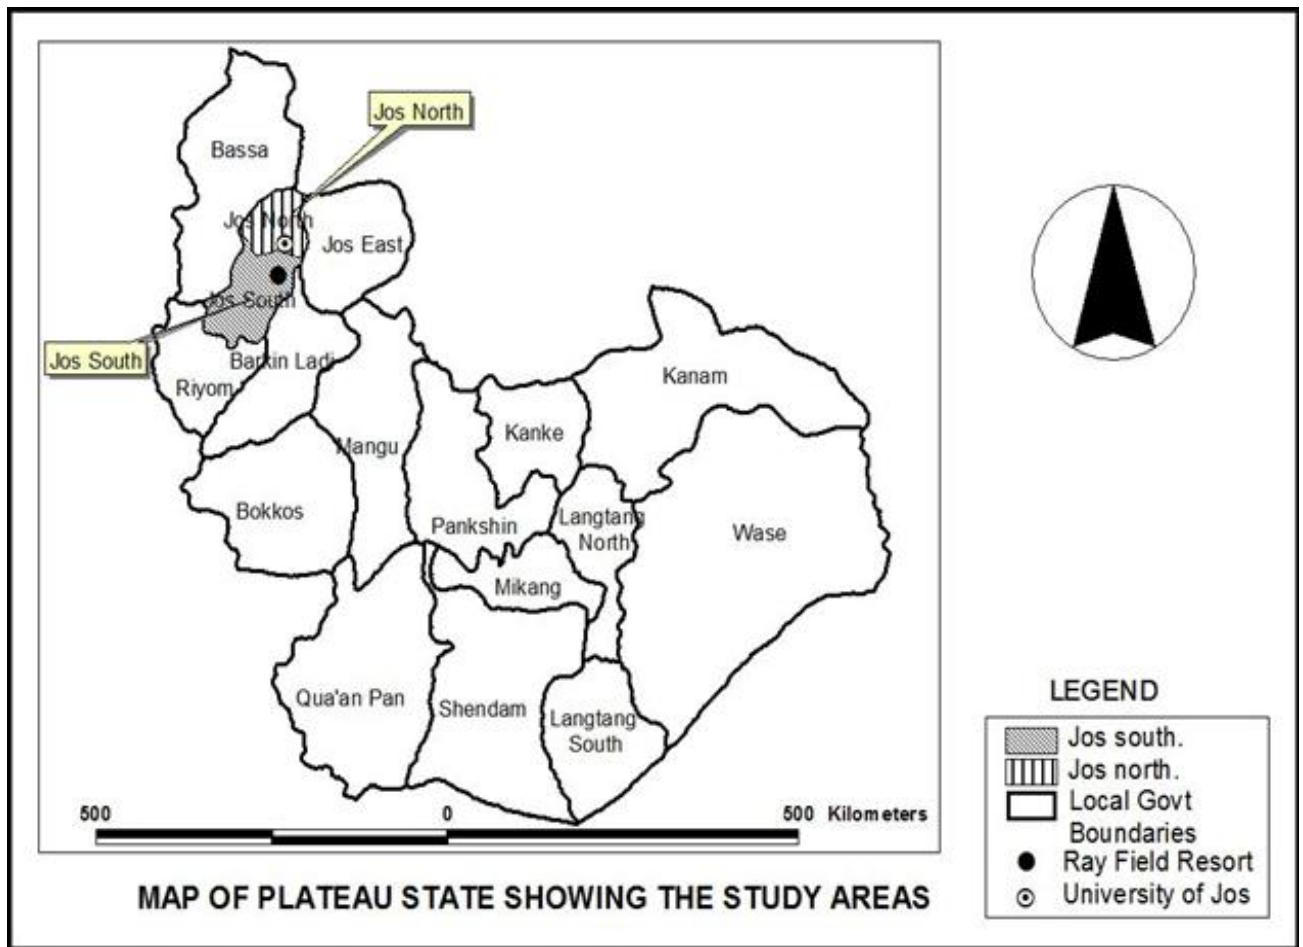 Jos North
Bassa
Jos North
Jos East
Jos South
Jos South
Barkin Ladi
Riyom
Kanam
Kanke
Mangu
Bokkos
Pankshin
Langtang
North
Wase
Mikang
Qua'an Pan
Shendam
Langtang
South
500 0 500 Kilometers
MAP OF PLATEAU STATE SHOWING THE STUDY AREAS
LEGEND
Jos south.
Jos north.
Local Govt
Boundaries
Ray Field Resort
University of Jos